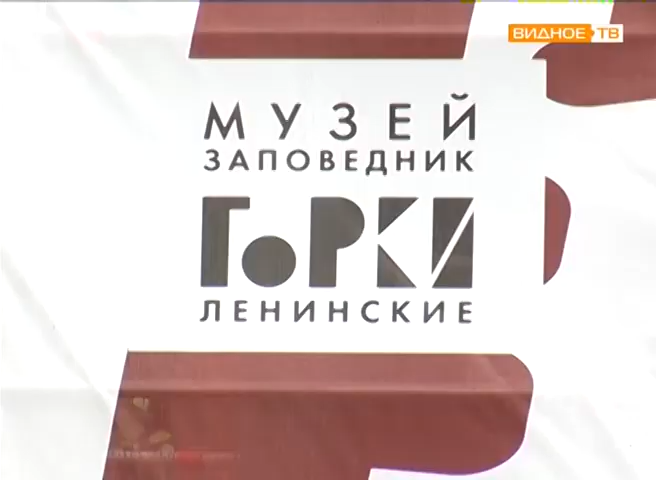 ВИДНОЕ ТВ
МУЗЕЙ
ЗАПОВЕДНИК
ГОРКИ
ЛЕНИНСКИЕ